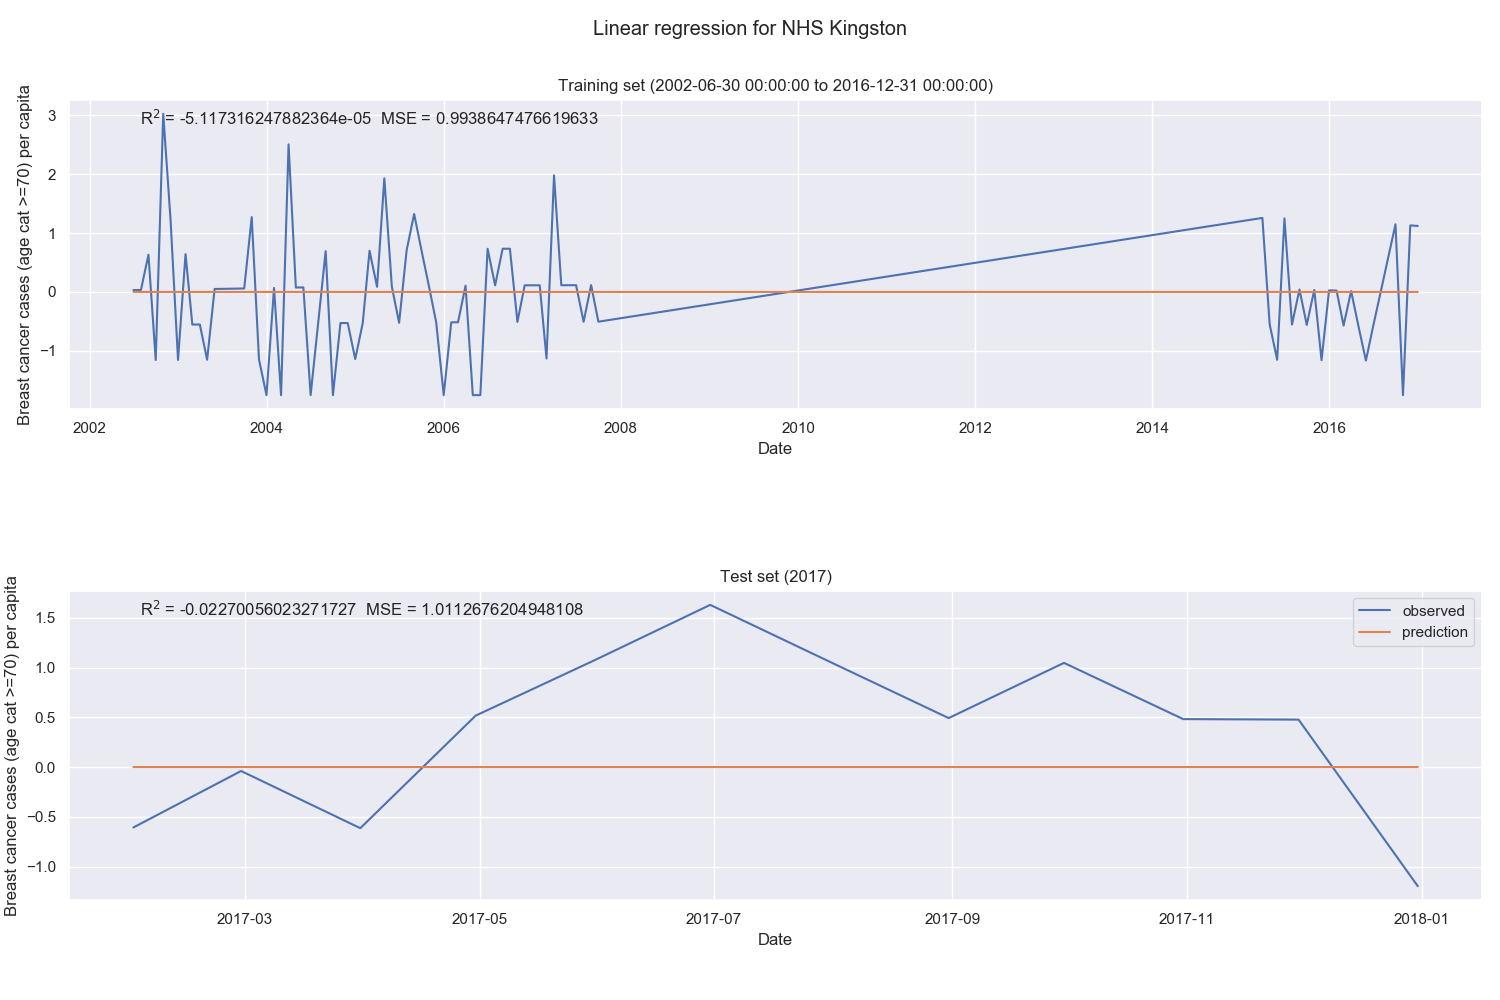 Linear regression for NHS Kingston
Training set (2002-06-30 00:00:00 to 2016-12-31 00:00:00)
R² = -5.117316247882364e-05 MSE = 0.9938647476619633
Breast cancer cases (age cat >=70) per capita
3
2
1
0
−1
2002 2004 2006 2008 2010 2012 2014 2016
Date
Test set (2017)
R² = -0.02270056023271727 MSE = 1.0112676204948108
observed
prediction
Breast cancer cases (age cat >=70) per capita
1.5
1.0
0.5
0.0
−0.5
−1.0
2017-03 2017-05 2017-07 2017-09 2017-11 2018-01
Date